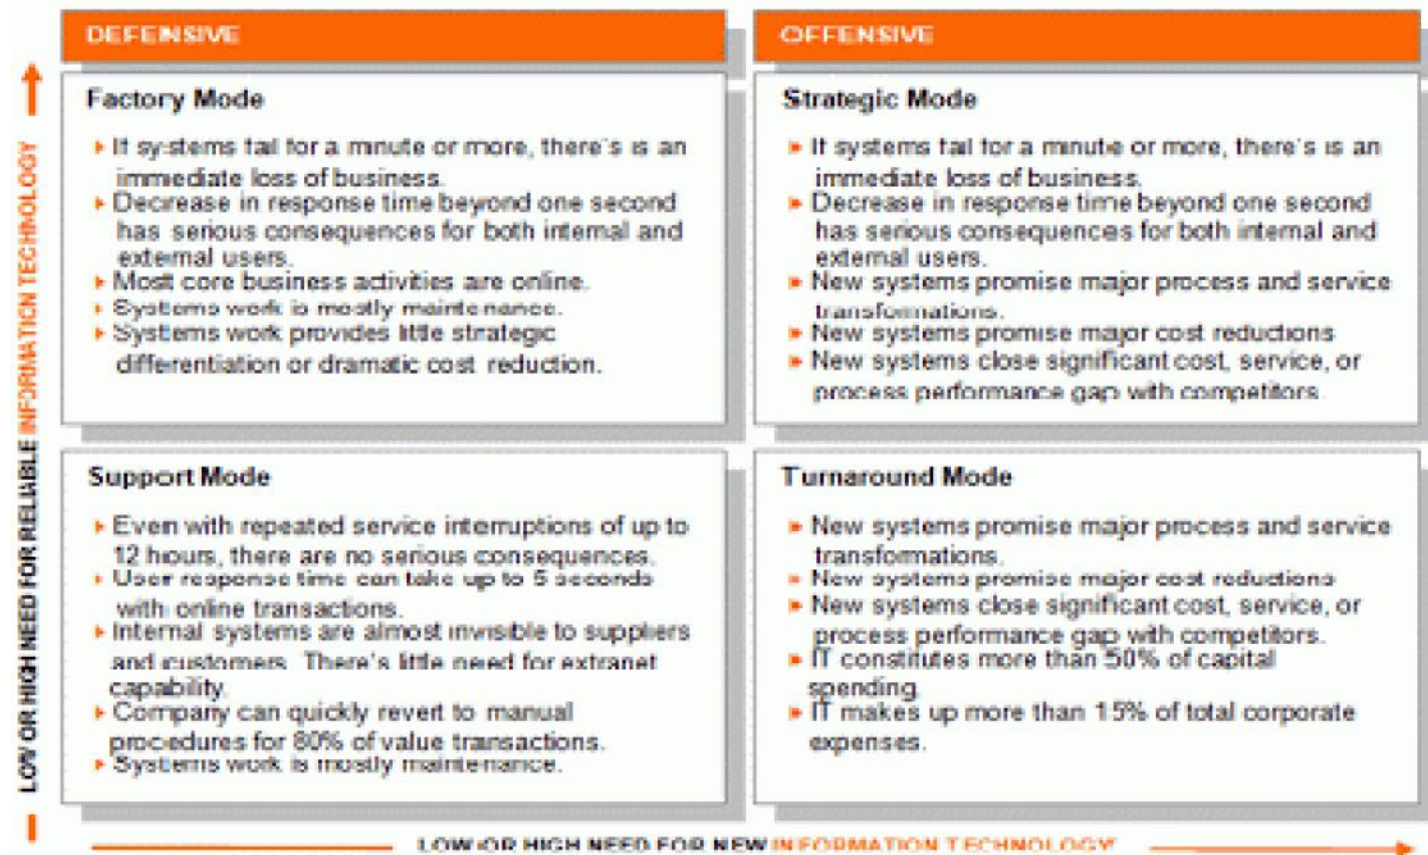 DEFENSIVE
Factory Mode
If systems fail for a minute or more, there's is an
immediate loss of business.
Decrease in response time beyond one second
has serious consequences for both internal and
external users.
Most core business activities are online.
Systems work is mostly maintenance.
Systems work provides little strategic
differentiation or dramatic cost reduction.
OFFENSIVE
Strategic Mode
If systems fail for a minute or more, there's is an
immediate loss of business.
Decrease in response time beyond one second
has serious consequences for both internal and
external users.
New systems promise major process and service
transformations.
New systems promise major cost reductions
New systems close significant cost, service, or
process performance gap with competitors.
Support Mode
Even with repeated service interruptions of up to
12 hours, there are no serious consequences.
User response time can take up to 5 seconds
with online transactions.
Internal systems are almost invisible to suppliers
and customers. There's little need for extranet
capability.
Company can quickly revert to manual
procedures for 80% of value transactions.
Systems work is mostly maintenance.
Turnaround Mode
New systems promise major process and service
transformations.
New systems promise major cost reductions
New systems close significant cost, service, or
process performance gap with competitors.
IT constitutes more than 50% of capital
spending.
IT makes up more than 15% of total corporate
expenses.
LOW OR HIGH NEED FOR RELIABLE INFORMATION TECHNOLOGY
LOW OR HIGH NEED FOR NEW INFORMATION TECHNOLOGY